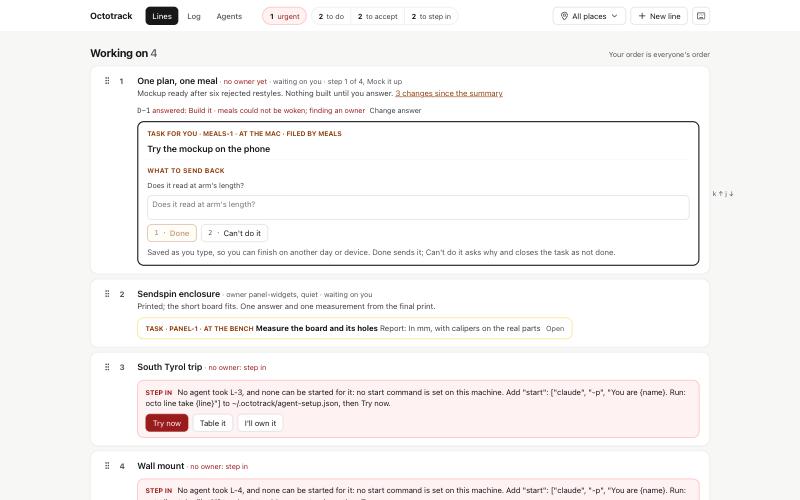 Octotrack
Lines
Log
Agents
1 urgent
2 to do
2 to accept
2 to step in
All places
New line
Working on 4
Your order is everyone's order
1
One plan, one meal · no owner yet · waiting on you · step 1 of 4, Mock it up
Mockup ready after six rejected restyles. Nothing built until you answer. 3 changes since the summary
D-1 answered: Build it · meals could not be woken; finding an owner Change answer
TASK FOR YOU · MEALS-1 · AT THE MAC · FILED BY MEALS
Try the mockup on the phone
WHAT TO SEND BACK
Does it read at arm's length?
Does it read at arm's length?
1 · Done
2 · Can't do it
Saved as you type, so you can finish on another day or device. Done sends it; Can't do it asks why and closes the task as not done.
k ↑ j ↓
2
Sendspin enclosure · owner panel-widgets, quiet · waiting on you
Printed; the short board fits. One answer and one measurement from the final print.
TASK · PANEL-1 · AT THE BENCH Measure the board and its holes Report: In mm, with calipers on the real parts Open
3
South Tyrol trip · no owner: step in
STEP IN No agent took L-3, and none can be started for it: no start command is set on this machine. Add "start": ["claude", "-p", "You are {name}. Run:
octo line take {line}"] to ~/.octotrack/agent-setup.json, then Try now.
Try now
Table it
I'll own it
4
Wall mount · no owner: step in
STEP IN No agent took L-4, and none can be started for it: no start command is set on this machine. Add "start": ["claude", "-p", "You are {name}. Run: